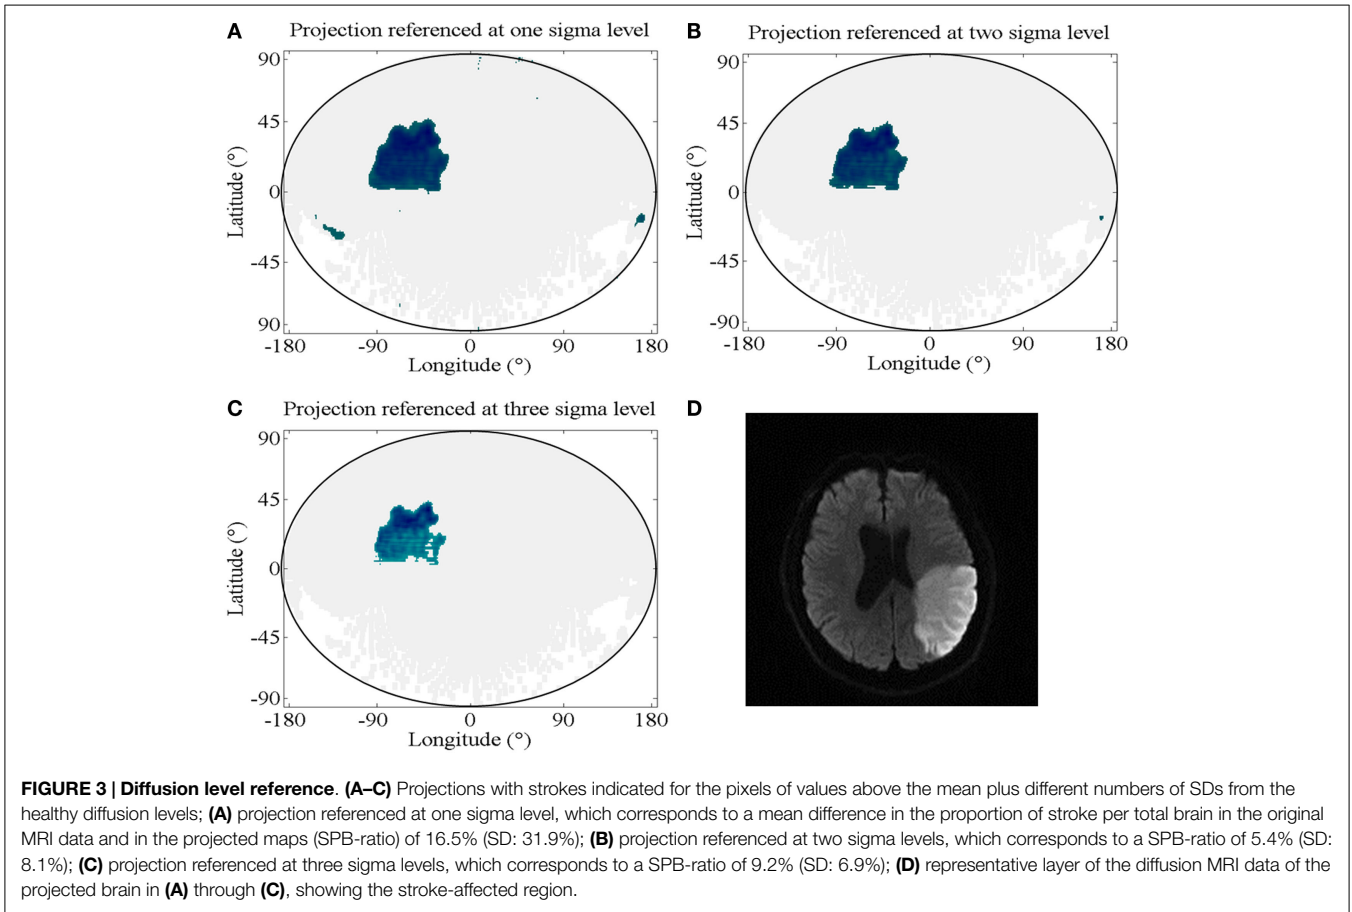 A Projection referenced at one sigma level
90
45
0
-45
90
Latitude (°)
-180 -90 0 90 180
Longitude (°)
B Projection referenced at two sigma level
90
45
0
-45
-90
Latitude (°)
-180 -90 0 90 180
Longitude (°)
C Projection referenced at three sigma level
90
45
0
-45
-90
Latitude (°)
-180 -90 0 90 180
Longitude (°)
D
FIGURE 3 | Diffusion level reference. (A–C) Projections with strokes indicated for the pixels of values above the mean plus different numbers of SDs from the
healthy diffusion levels; (A) projection referenced at one sigma level, which corresponds to a mean difference in the proportion of stroke per total brain in the original
MRI data and in the projected maps (SPB-ratio) of 16.5% (SD: 31.9%); (B) projection referenced at two sigma levels, which corresponds to a SPB-ratio of 5.4% (SD:
8.1%); (C) projection referenced at three sigma levels, which corresponds to a SPB-ratio of 9.2% (SD: 6.9%); (D) representative layer of the diffusion MRI data of the
projected brain in (A) through (C), showing the stroke-affected region.